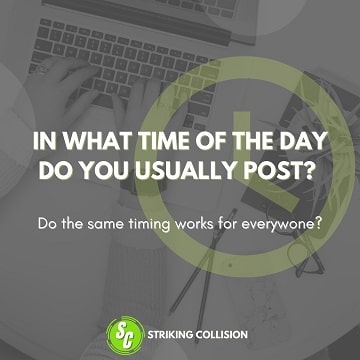 IN WHAT TIME OF THE DAY
DO YOU USUALLY POST?
Do the same timing works for everywone?
SC STRIKING COLLISION